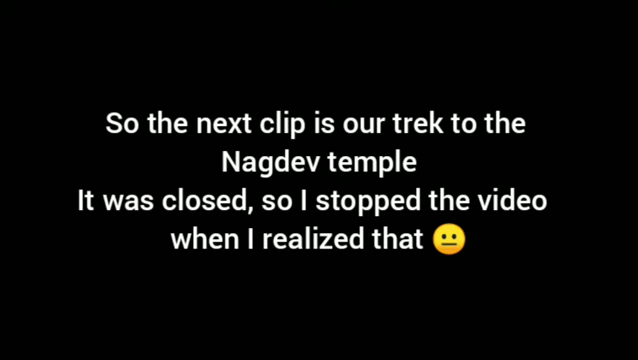 So the next clip is our trek to the
Nagdev temple
It was closed, so I stopped the video
when I realized that 😐